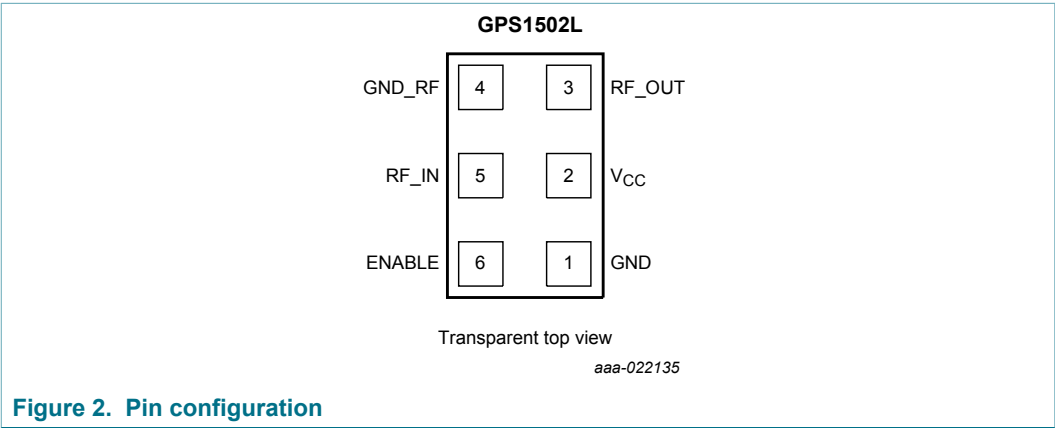 GPS1502L
GND_RF 4 3 RF_OUT
RF_IN 5 2 VCC
ENABLE 6 1 GND
Transparent top view
aaa-022135
Figure 2. Pin configuration